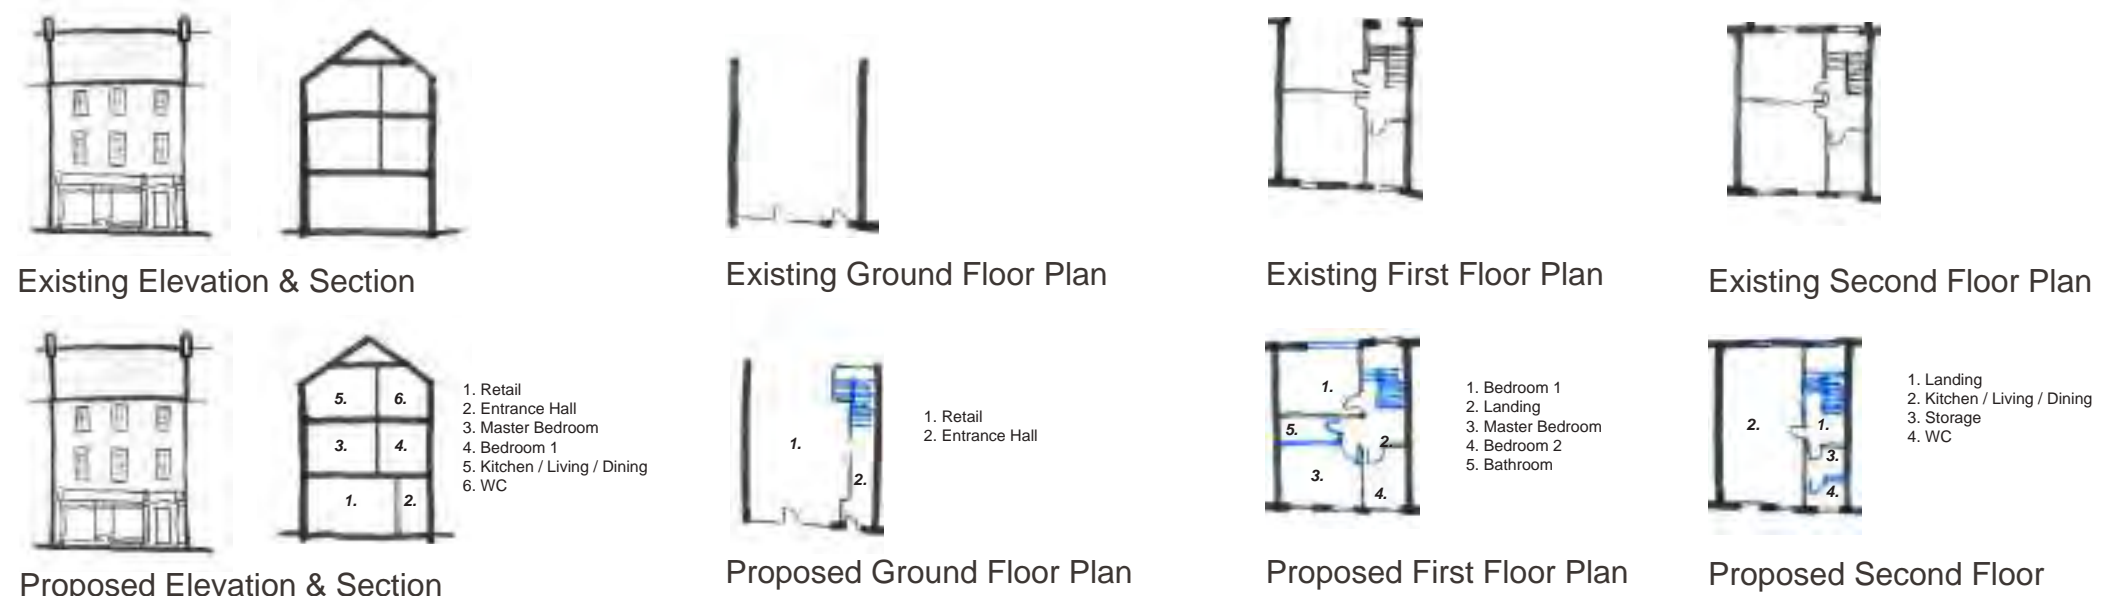 Existing Elevation & Section
Existing Ground Floor Plan
Existing First Floor Plan
Existing Second Floor Plan
5.
6.
3.
4.
1.
2.
1. Retail
2. Entrance Hall
3. Master Bedroom
4. Bedroom 1
5. Kitchen / Living / Dining
6. WC
1.
2.
1. Retail
2. Entrance Hall
1.
5.
2.
3.
4.
1. Bedroom 1
2. Landing
3. Master Bedroom
4. Bedroom 2
5. Bathroom
2.
1.
3.
4.
1. Landing
2. Kitchen / Living / Dining
3. Storage
4. WC
Proposed Elevation & Section
Proposed Ground Floor Plan
Proposed First Floor Plan
Proposed Second Floor